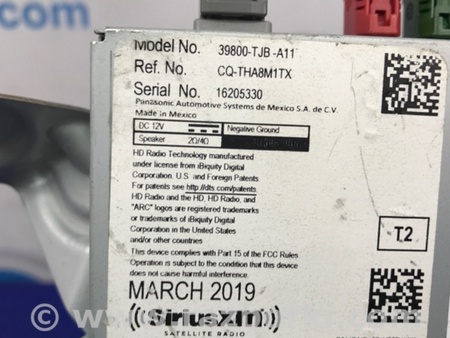 Model No. 39800-TJB -A11
Ref. No. CQ-THA8M1TX
Serial No. 16205330
Panasonic Automotive Systems de Mexico S.A. de C.V.
Made in Mexico
DC 12V Negative Ground
Speaker 2Ω/4Ω
HD Radio Technology manufactured
under license from iBiquity Digital
Corporation. U.S. and Foreign Patents.
For patents see http://dts.com/patents.
HD Radio and the HD, HD Radio, and
"ARC" logos are registered trademarks
or trademarks of iBiquity Digital
Corporation in the United States
and/or other countries
T2
This device complies with Part 15 of the FCC Rules
Operation is subject to the condition that this device
does not cause harmful interference.
MARCH 2019
((SiriusXM))
SATELLITE RADIO